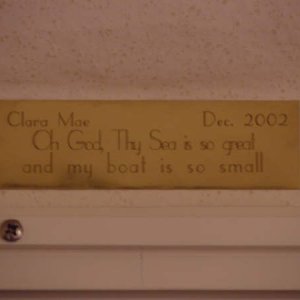 Clara Mae Dec. 2002
Oh God, Thy Sea is so great
and my boat is so small